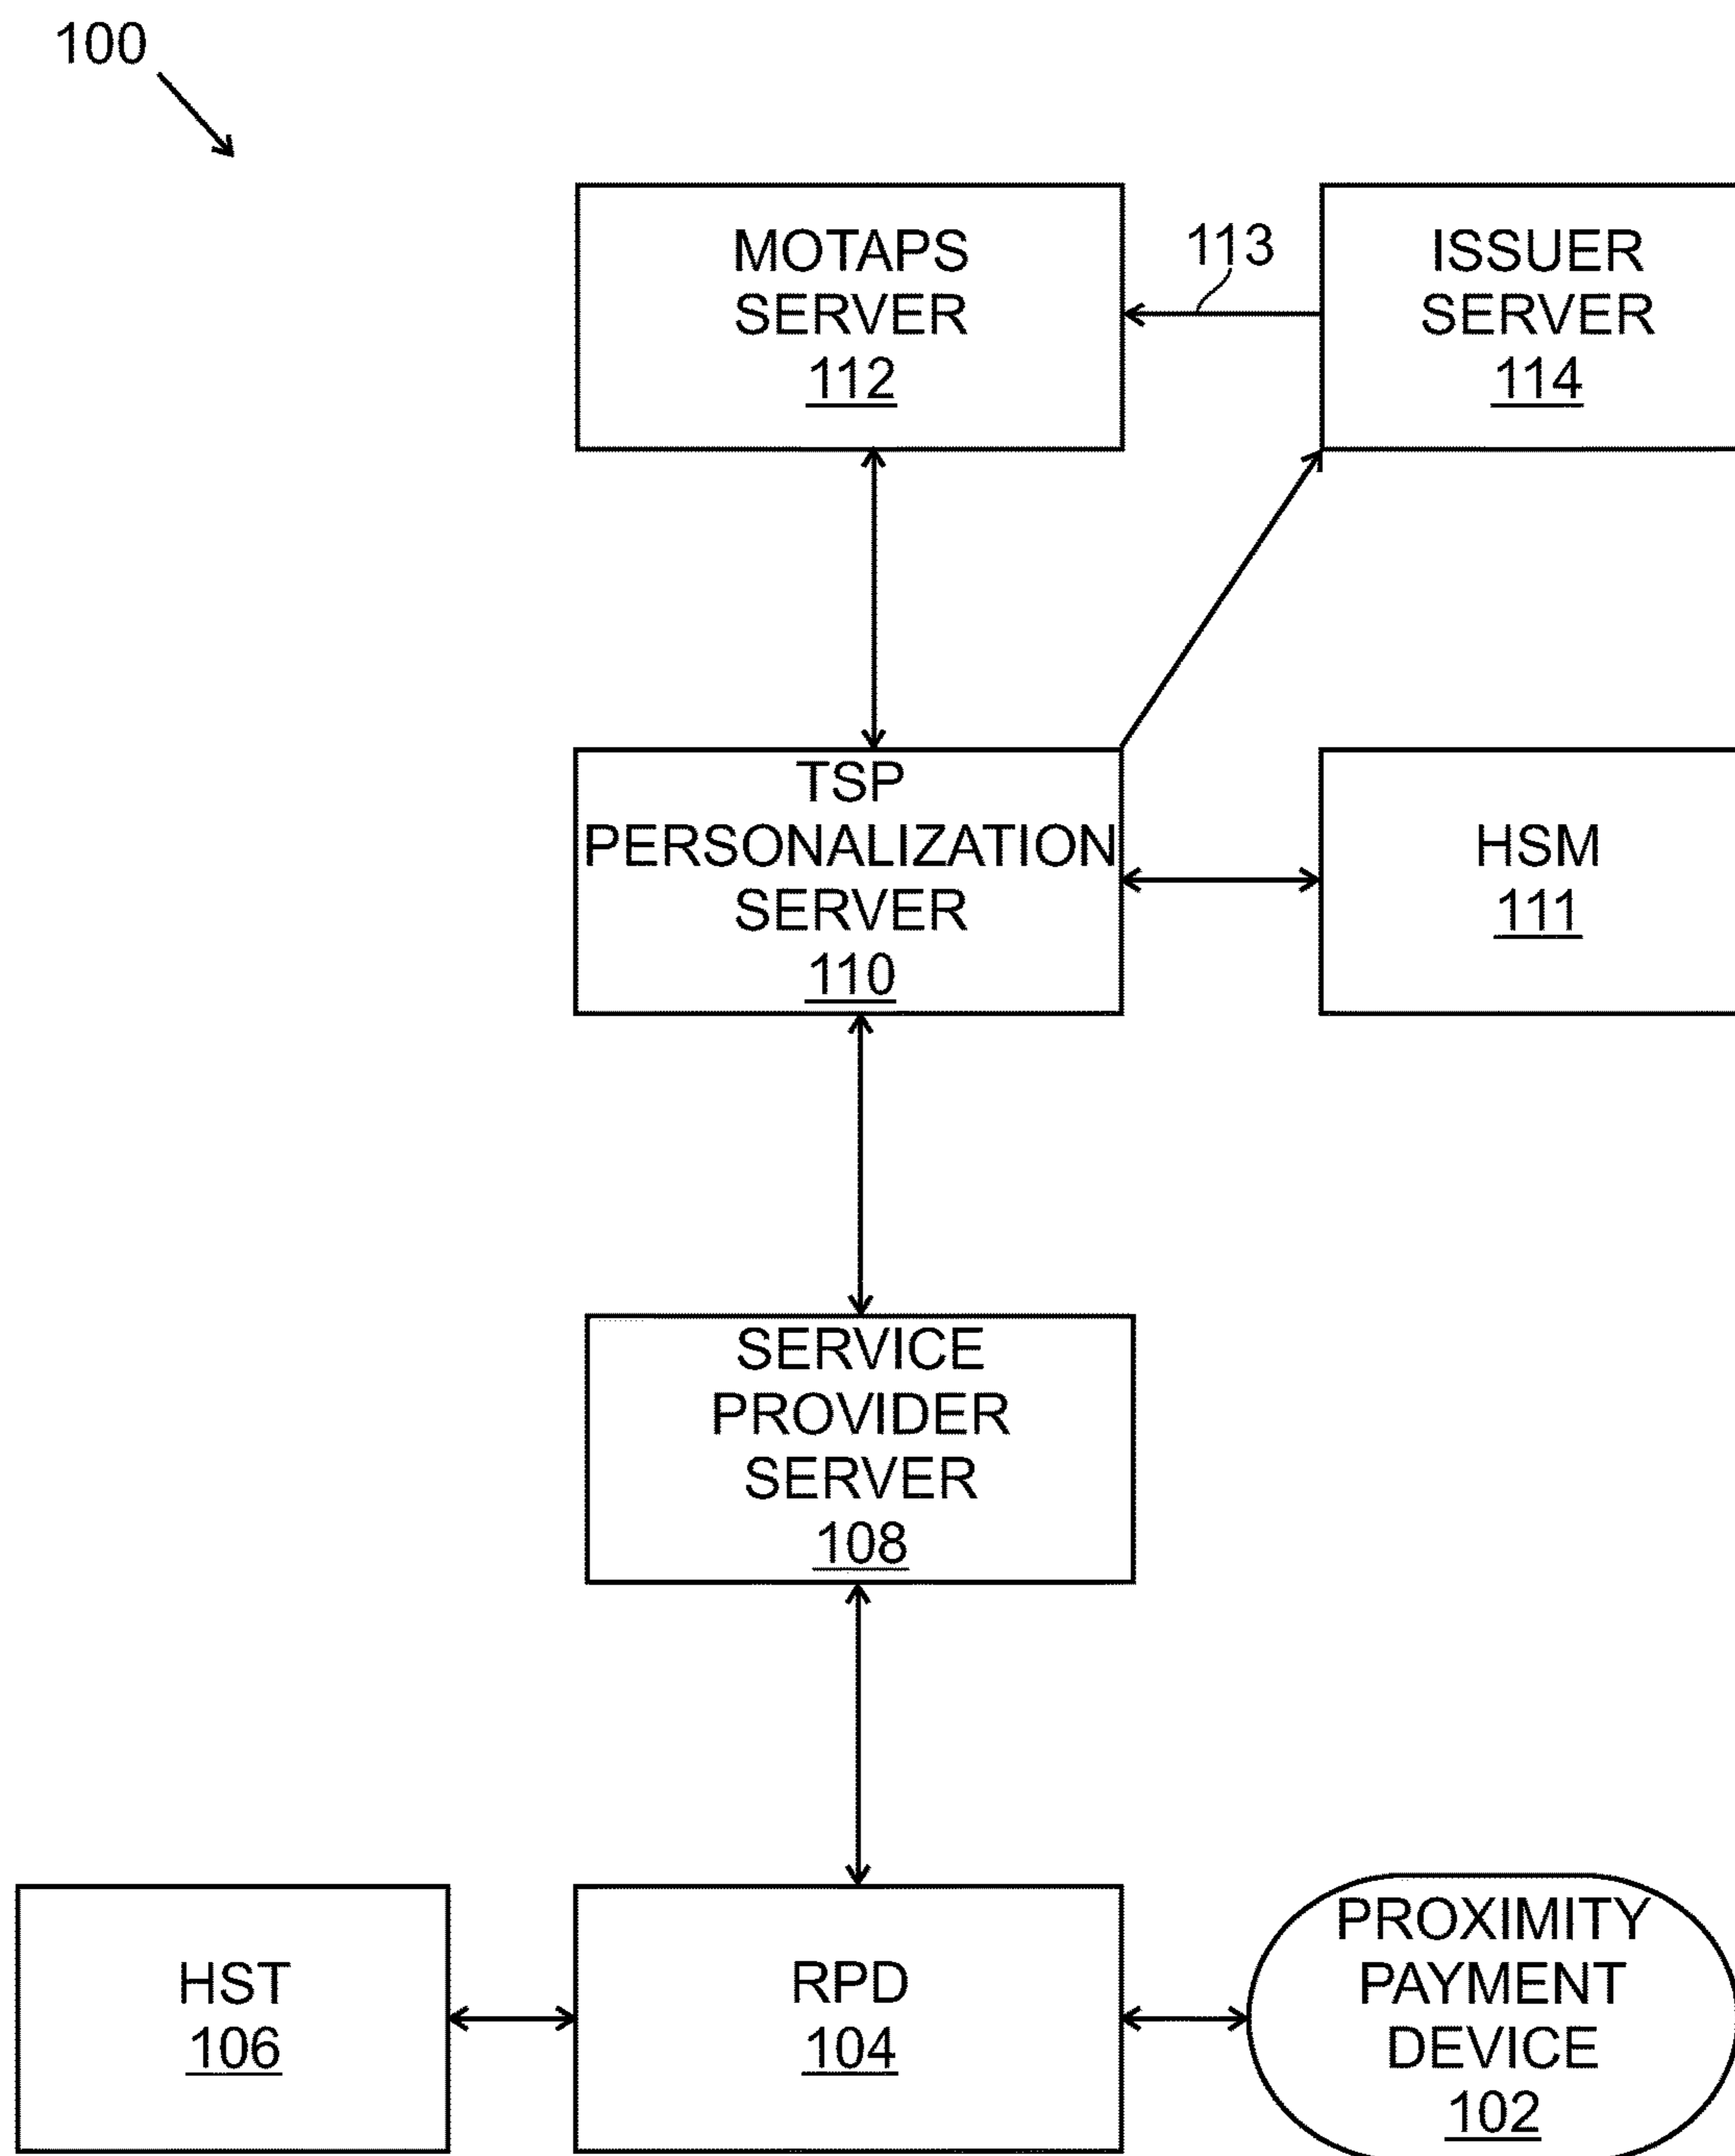 100
MOTAPS
SERVER
112
113
ISSUER
SERVER
114
TSP
PERSONALIZATION
SERVER
110
HSM
111
SERVICE
PROVIDER
SERVER
108
HST
106
RPD
104
PROXIMITY
PAYMENT
DEVICE
102